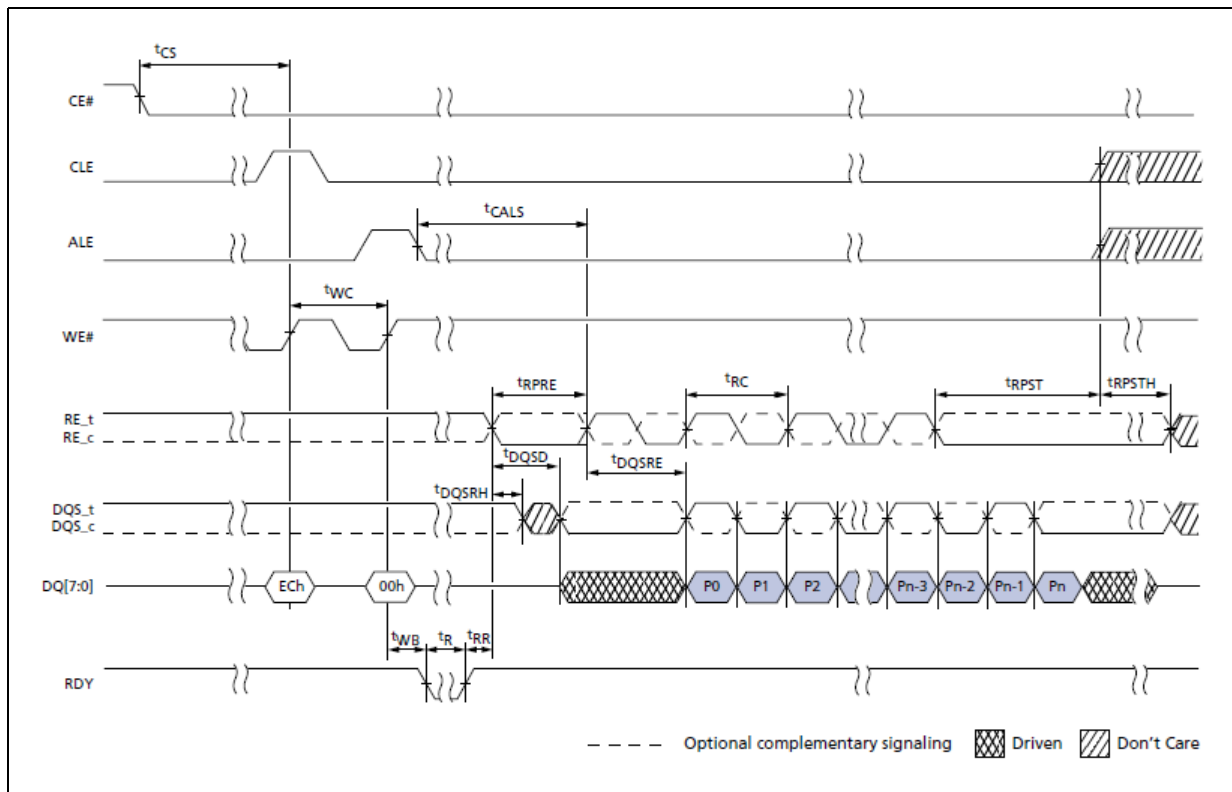 tCS
CE#
CLE
tCALS
ALE
tWC
WE#
tRPRE
tRC
tRPST
tRPSTH
RE_t
RE_c
tDQSD
tDQSRE
tDQSRH
DQS_t
DQS_c
DQ[7:0] ECh 00h P0 P1 P2 Pn-3 Pn-2 Pn-1 Pn
tWB tR tRR
RDY
Optional complementary signaling Driven Don't Care